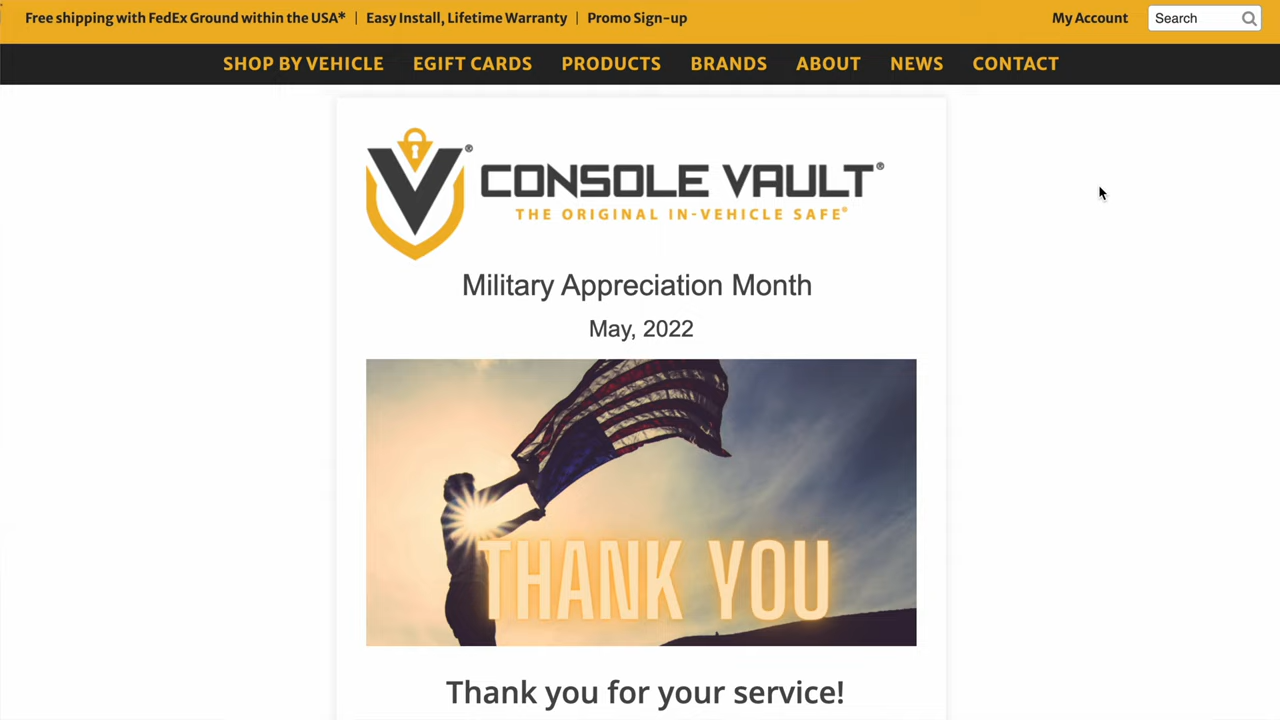 Free shipping with FedEx Ground within the USA* | Easy Install, Lifetime Warranty | Promo Sign-up
My Account
Search
SHOP BY VEHICLE EGIFT CARDS PRODUCTS BRANDS ABOUT NEWS CONTACT
V®
CONSOLE VAULT®
THE ORIGINAL IN-VEHICLE SAFE®
Military Appreciation Month
May, 2022
THANK YOU
Thank you for your service!